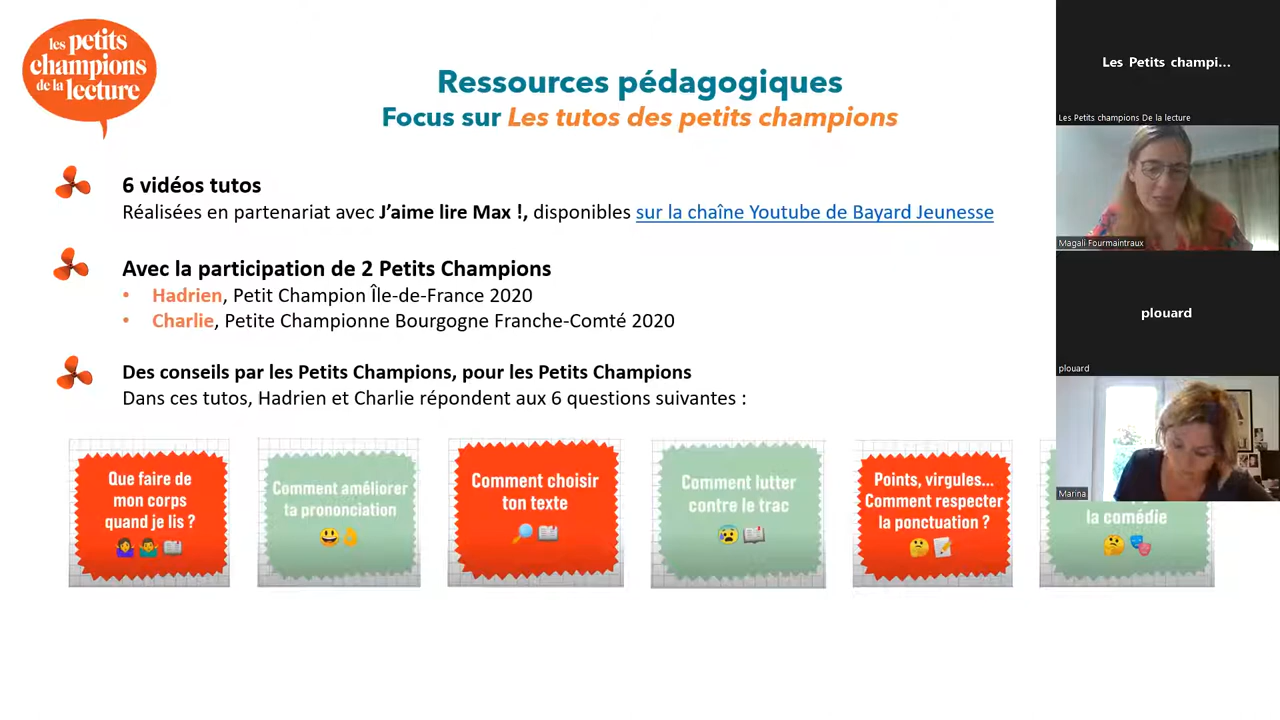 les petits
champions
de la lecture
Ressources pédagogiques
Focus sur Les tutos des petits champions
6 vidéos tutos
Réalisées en partenariat avec J'aime lire Max !, disponibles sur la chaîne Youtube de Bayard Jeunesse
Avec la participation de 2 Petits Champions
• Hadrien, Petit Champion Île-de-France 2020
• Charlie, Petite Championne Bourgogne Franche-Comté 2020
Des conseils par les Petits Champions, pour les Petits Champions
Dans ces tutos, Hadrien et Charlie répondent aux 6 questions suivantes :
Que faire de
mon corps
quand je lis ?
Comment améliorer
ta prononciation
Comment choisir
ton texte
Comment lutter
contre le trac
Points, virgules...
Comment respecter
la ponctuation ?
la comédie
Les Petits champi...
Les Petits champions De la lecture
Magali Fourmaintraux
plouard
plouard
Marina